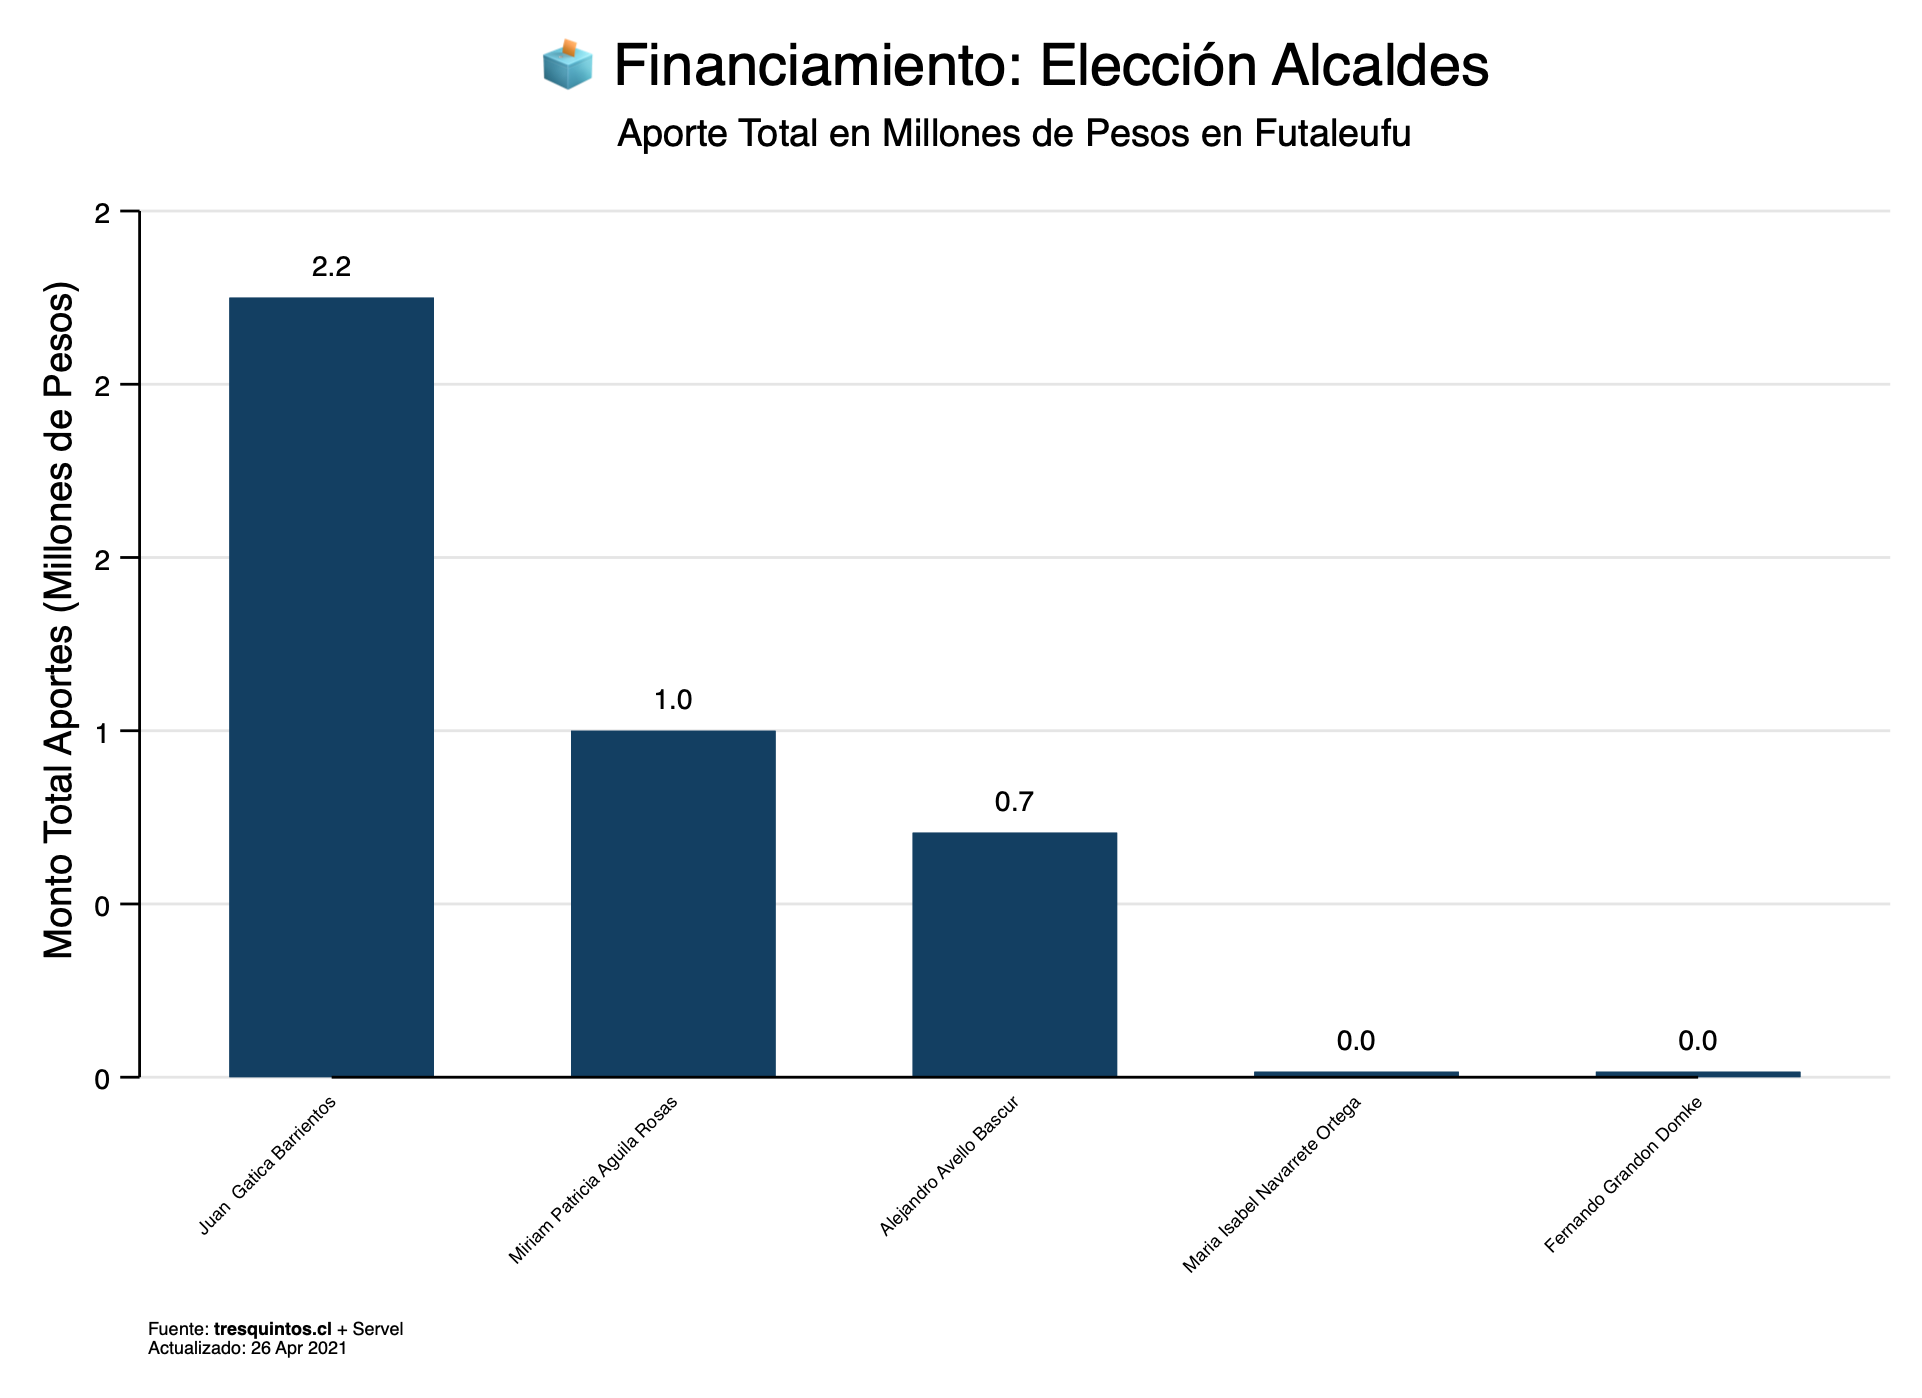 Financiamiento: Elección Alcaldes
Aporte Total en Millones de Pesos en Futaleufu
Monto Total Aportes (Millones de Pesos)
2
2
2
1
0
0
2.2
1.0
0.7
0.0
0.0
Juan  Gatica Barrientos
Miriam Patricia Aguila Rosas
Alejandro Avello Bascur
Maria Isabel Navarrete Ortega
Fernando Grandon Domke
Fuente: tresquintos.cl + Servel
Actualizado: 26 Apr 2021